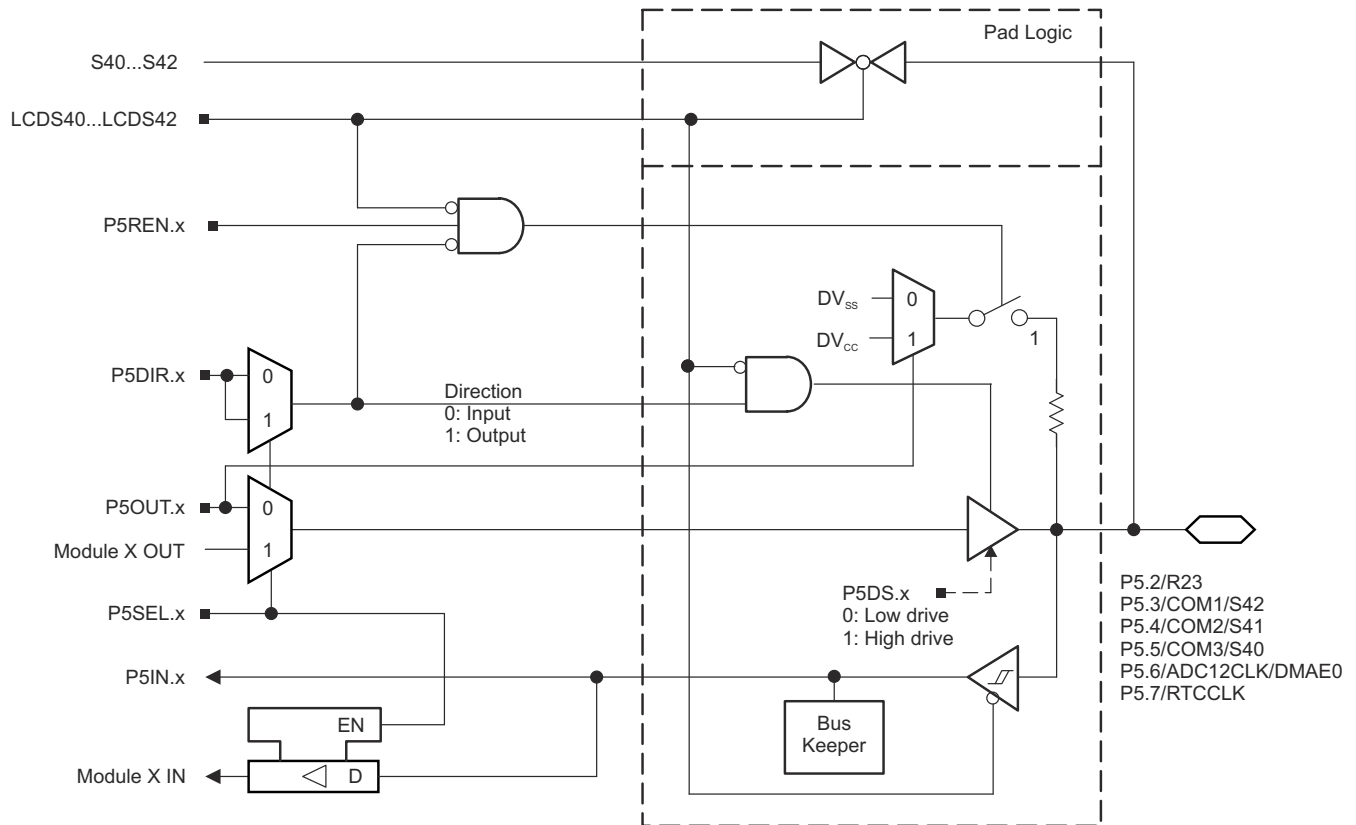 Pad Logic
S40...S42
LCDS40...LCDS42
P5REN.x
DVSS
0
DVCC
1
1
P5DIR.x
0
1
Direction
0: Input
1: Output
P5OUT.x
0
Module X OUT
1
P5DS.x
0: Low drive
1: High drive
P5SEL.x
P5.2/R23
P5.3/COM1/S42
P5.4/COM2/S41
P5.5/COM3/S40
P5.6/ADC12CLK/DMAE0
P5.7/RTCCLK
P5IN.x
EN
Bus
Keeper
Module X IN
D